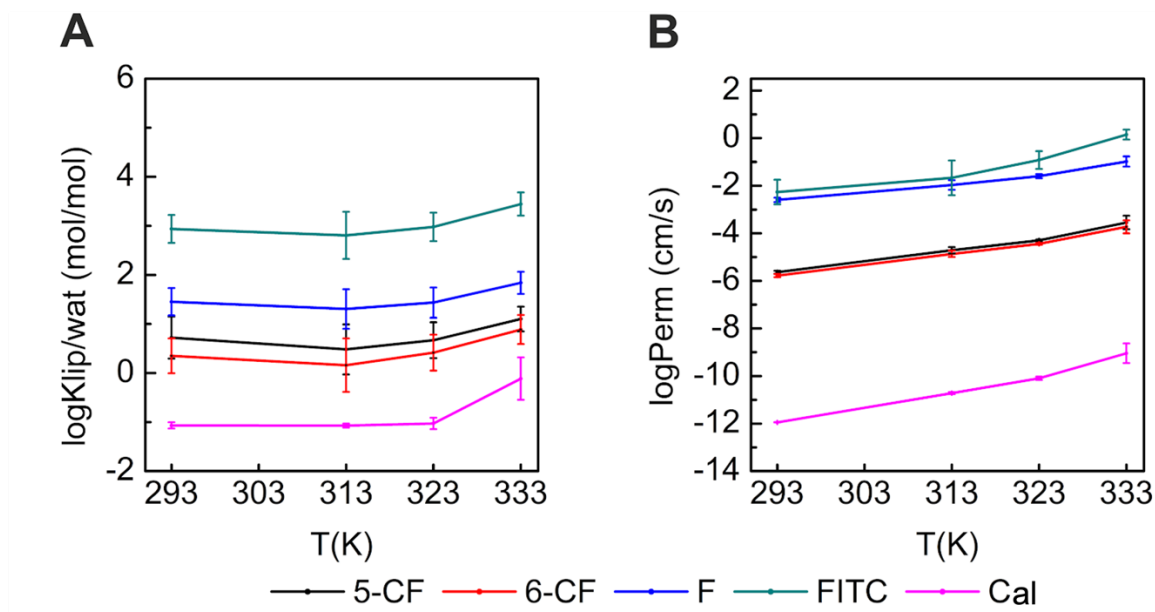 A
logKlip/wat (mol/mol)
6
4
2
0
-2
293 303 313 323 333
T(K)
B
logPerm (cm/s)
2
0
-2
-4
-6
-8
-10
-12
-14
293 303 313 323 333
T(K)
5-CF 6-CF F FITC Cal